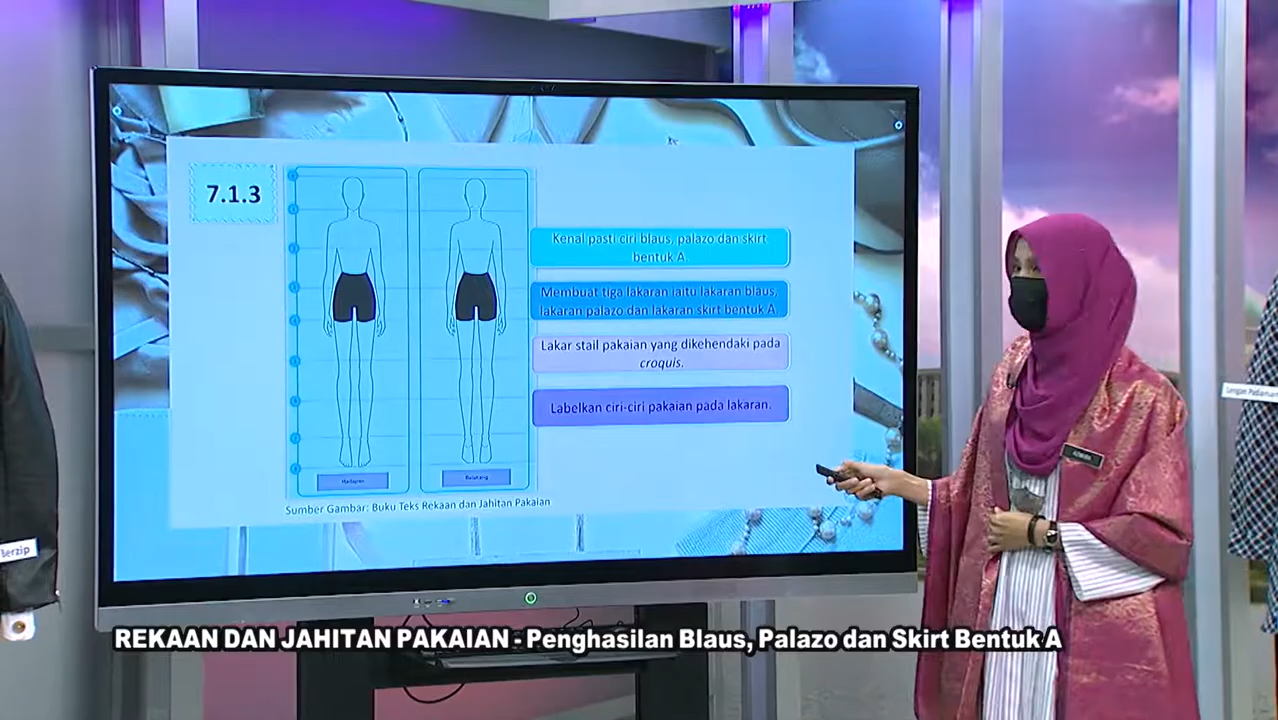 7.1.3
Kenal pasti ciri blaus, palazo dan skirt
bentuk A.
Membuat tiga lakaran iaitu lakaran blaus,
lakaran palazo dan lakaran skirt bentuk A
Lakar stail pakaian yang dikehendaki pada
croquis.
Labelkan ciri-ciri pakaian pada lakaran.
Hadapan
Belakang
Sumber Gambar: Buku Teks Rekaan dan Jahitan Pakaian
Berzip
REKAAN DAN JAHITAN PAKAIAN - Penghasilan Blaus, Palazo dan Skirt Bentuk A